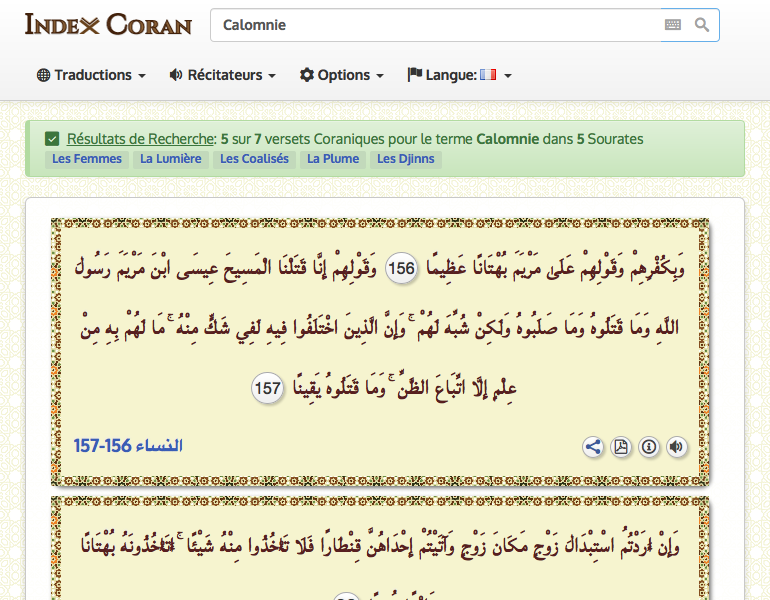 INDEX CORAN
Calomnie
Traductions
Récitateurs
Options
Langue:
Résultats de Recherche: 5 sur 7 versets Coraniques pour le terme Calomnie dans 5 Sourates
Les Femmes La Lumière Les Coalisés La Plume Les Djinns
وَبِكُفْرِهِمْ وَقَوْلِهِمْ عَلَىٰ مَرْيَمَ بُهْتَانًا عَظِيمًا 156 وَقَوْلِهِمْ إِنَّا قَتَلْنَا الْمَسِيحَ عِيسَى ابْنَ مَرْيَمَ رَسُولَ
اللَّهِ وَمَا قَتَلُوهُ وَمَا صَلَبُوهُ وَلَٰكِنْ شُبِّهَ لَهُمْ ۚ وَإِنَّ الَّذِينَ اخْتَلَفُوا فِيهِ لَفِي شَكٍّ مِنْهُ ۚ مَا لَهُمْ بِهِ مِنْ
عِلْمٍ إِلَّا اتِّبَاعَ الظَّنِّ ۚ وَمَا قَتَلُوهُ يَقِينًا 157
النساء 156-157
وَإِنْ أَرَدْتُمُ اسْتِبْدَالَ زَوْجٍ مَكَانَ زَوْجٍ وَآتَيْتُمْ إِحْدَاهُنَّ قِنْطَارًا فَلَا تَأْخُذُوا مِنْهُ شَيْئًا ۚ أَتَأْخُذُونَهُ بُهْتَانًا